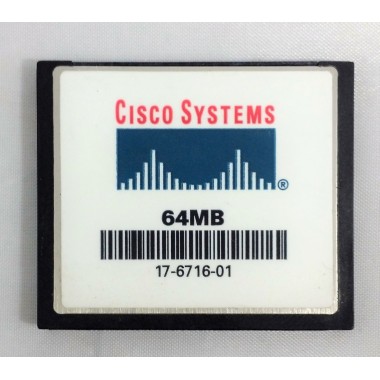 CISCO SYSTEMS
®
64MB
17-6716-01